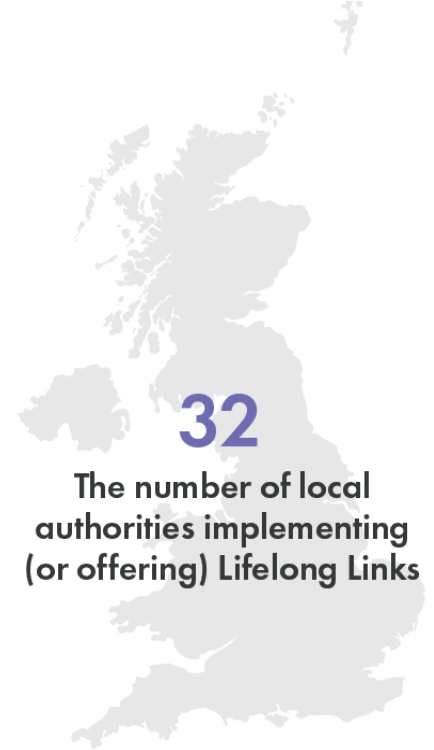 32
The number of local
authorities implementing
(or offering) Lifelong Links